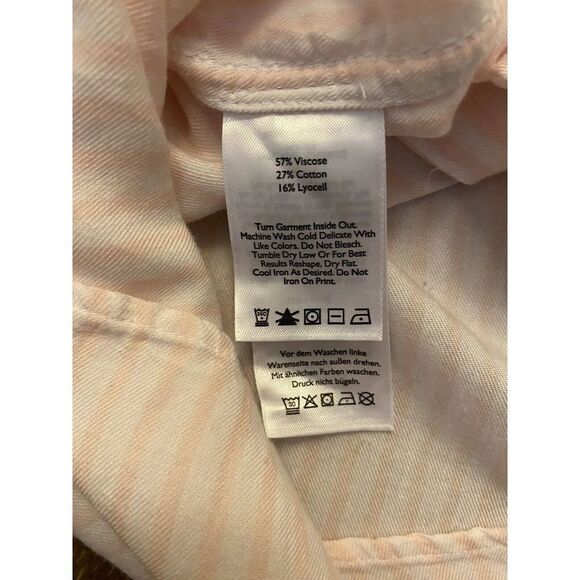 57% Viscose
27% Cotton
16% Lyocell
Turn Garment Inside Out.
Machine Wash Cold Delicate With
Like Colors. Do Not Bleach.
Tumble Dry Low Or For Best
Results Reshape, Dry Flat.
Cool Iron As Desired. Do Not
Iron On Print.
Vor dem Waschen linke
Warenseite nach außen drehen.
Mit ähnlichen Farben waschen.
Druck nicht bügeln.
30